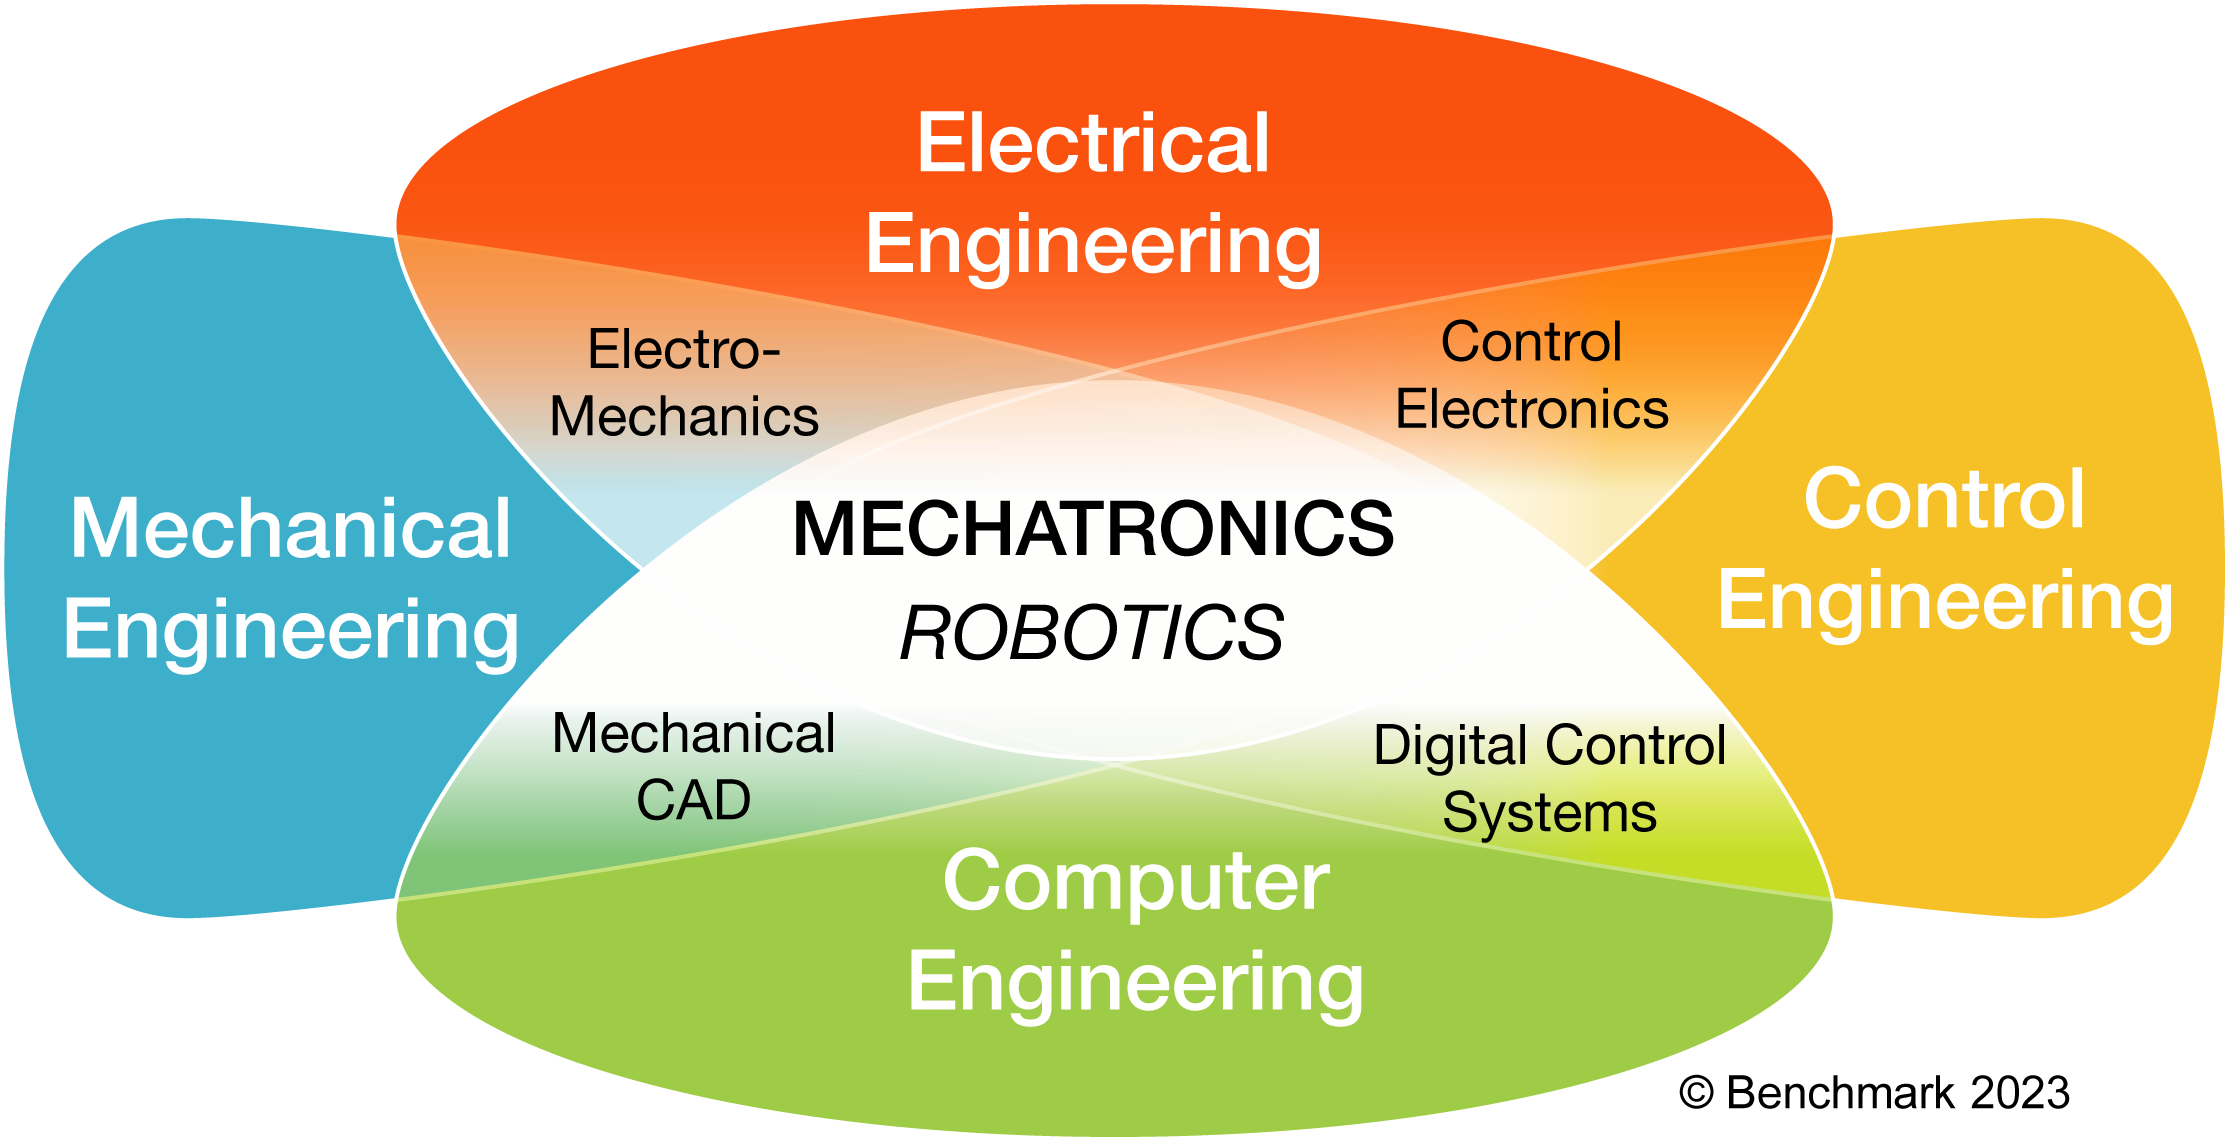 Electrical
Engineering
Electro-
Mechanics
Control
Electronics
Mechanical
Engineering
MECHATRONICS
ROBOTICS
Control
Engineering
Mechanical
CAD
Digital Control
Systems
Computer
Engineering
© Benchmark 2023